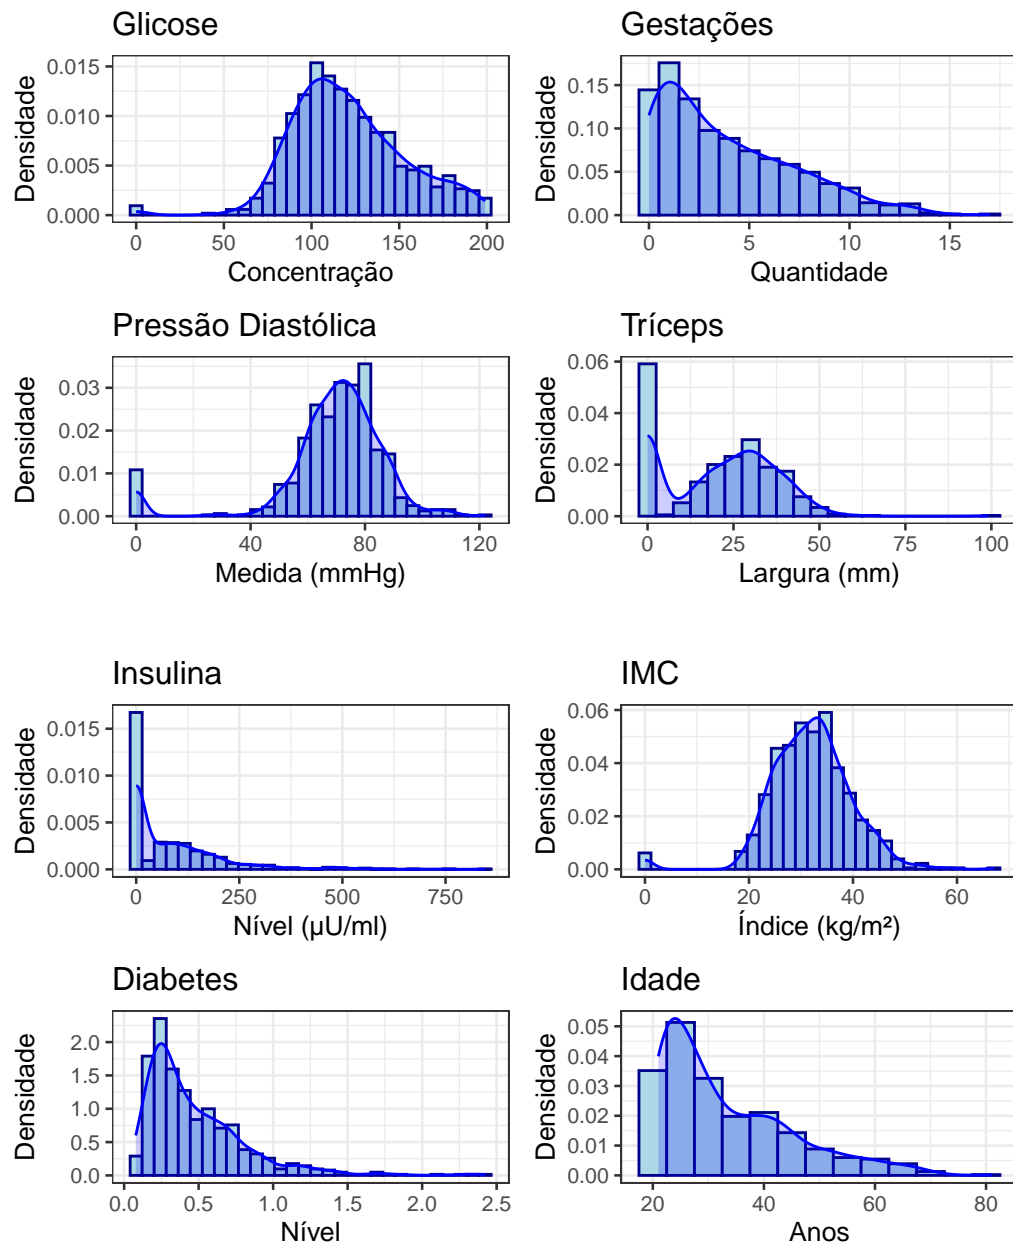 Glicose
Densidade
0.015
0.010
0.005
0.000
0 50 100 150 200
Concentração
Gestações
Densidade
0.15
0.10
0.05
0.00
0 5 10 15
Quantidade
Pressão Diastólica
Densidade
0.03
0.02
0.01
0.00
0 40 80 120
Medida (mmHg)
Tríceps
Densidade
0.06
0.04
0.02
0.00
0 25 50 75 100
Largura (mm)
Insulina
Densidade
0.015
0.010
0.005
0.000
0 250 500 750
Nível (µU/ml)
IMC
Densidade
0.06
0.04
0.02
0.00
0 20 40 60
Índice (kg/m²)
Diabetes
Densidade
2.0
1.5
1.0
0.5
0.0
0.0 0.5 1.0 1.5 2.0 2.5
Nível
Idade
Densidade
0.05
0.04
0.03
0.02
0.01
0.00
20 40 60 80
Anos